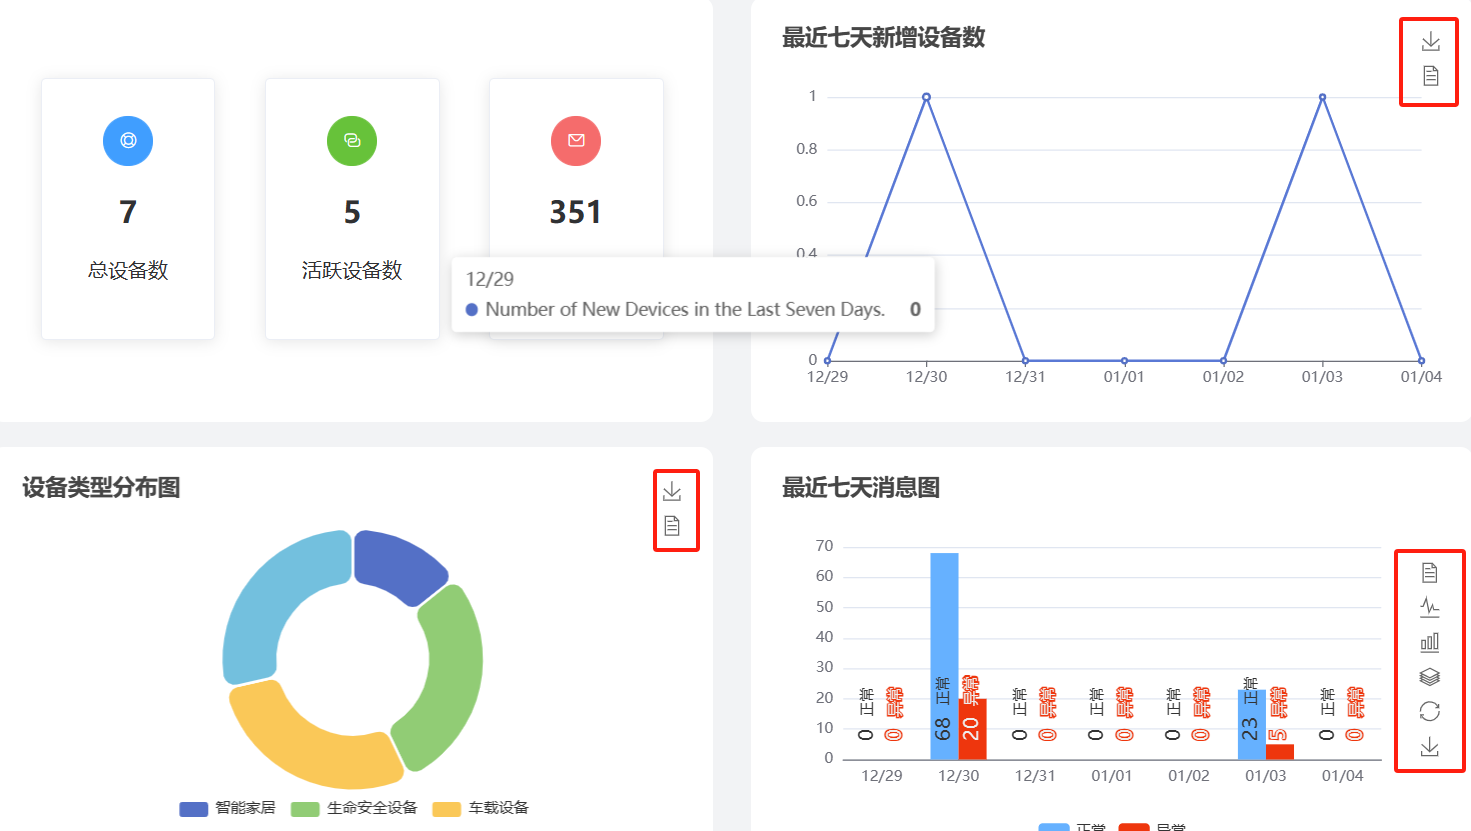 7
总设备数
5
活跃设备数
351
最近七天新增设备数
1
0.8
0.6
0.4
0
12/29
12/30
12/31
01/01
01/02
01/03
01/04
12/29
Number of New Devices in the Last Seven Days. 0
设备类型分布图
智能家居
生命安全设备
车载设备
最近七天消息图
70
60
50
40
30
20
10
0
0 正常
0 异常
68 正常
20 异常
0 正常
0 异常
0 正常
0 异常
0 正常
0 异常
23 正常
5 异常
0 正常
0 异常
12/29
12/30
12/31
01/01
01/02
01/03
01/04
正常
异常